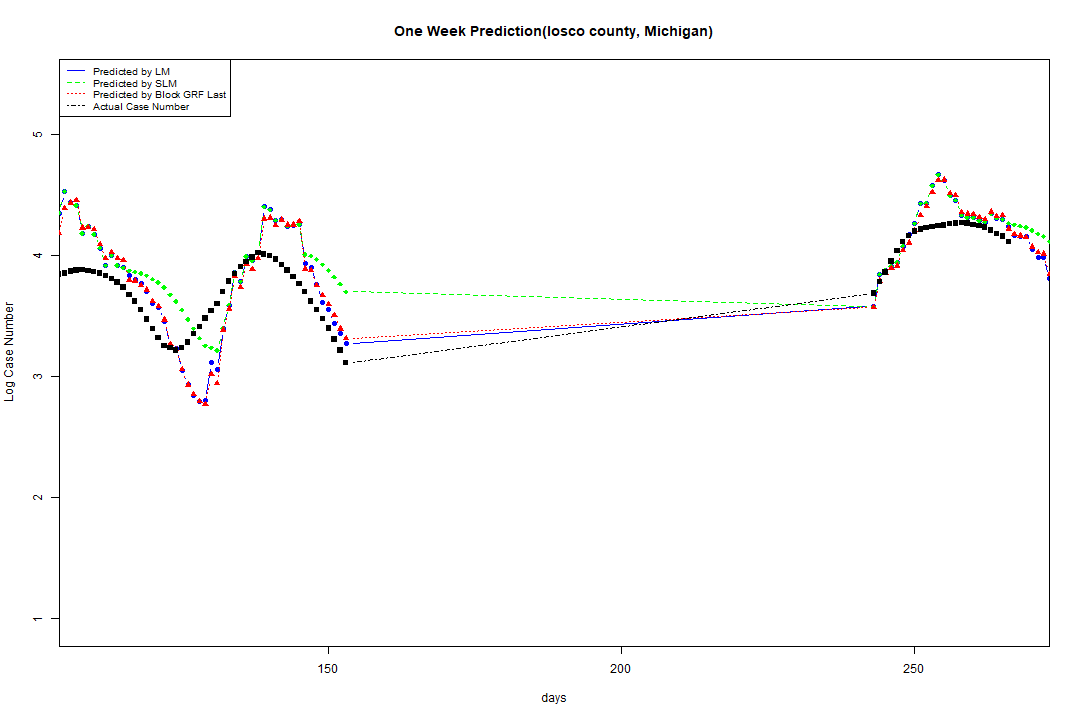 One Week Prediction(Iosco county, Michigan)
Predicted by LM
Predicted by SLM
Predicted by Block GRF Last
Actual Case Number
5
4
3
2
1
Log Case Number
150
200
250
days